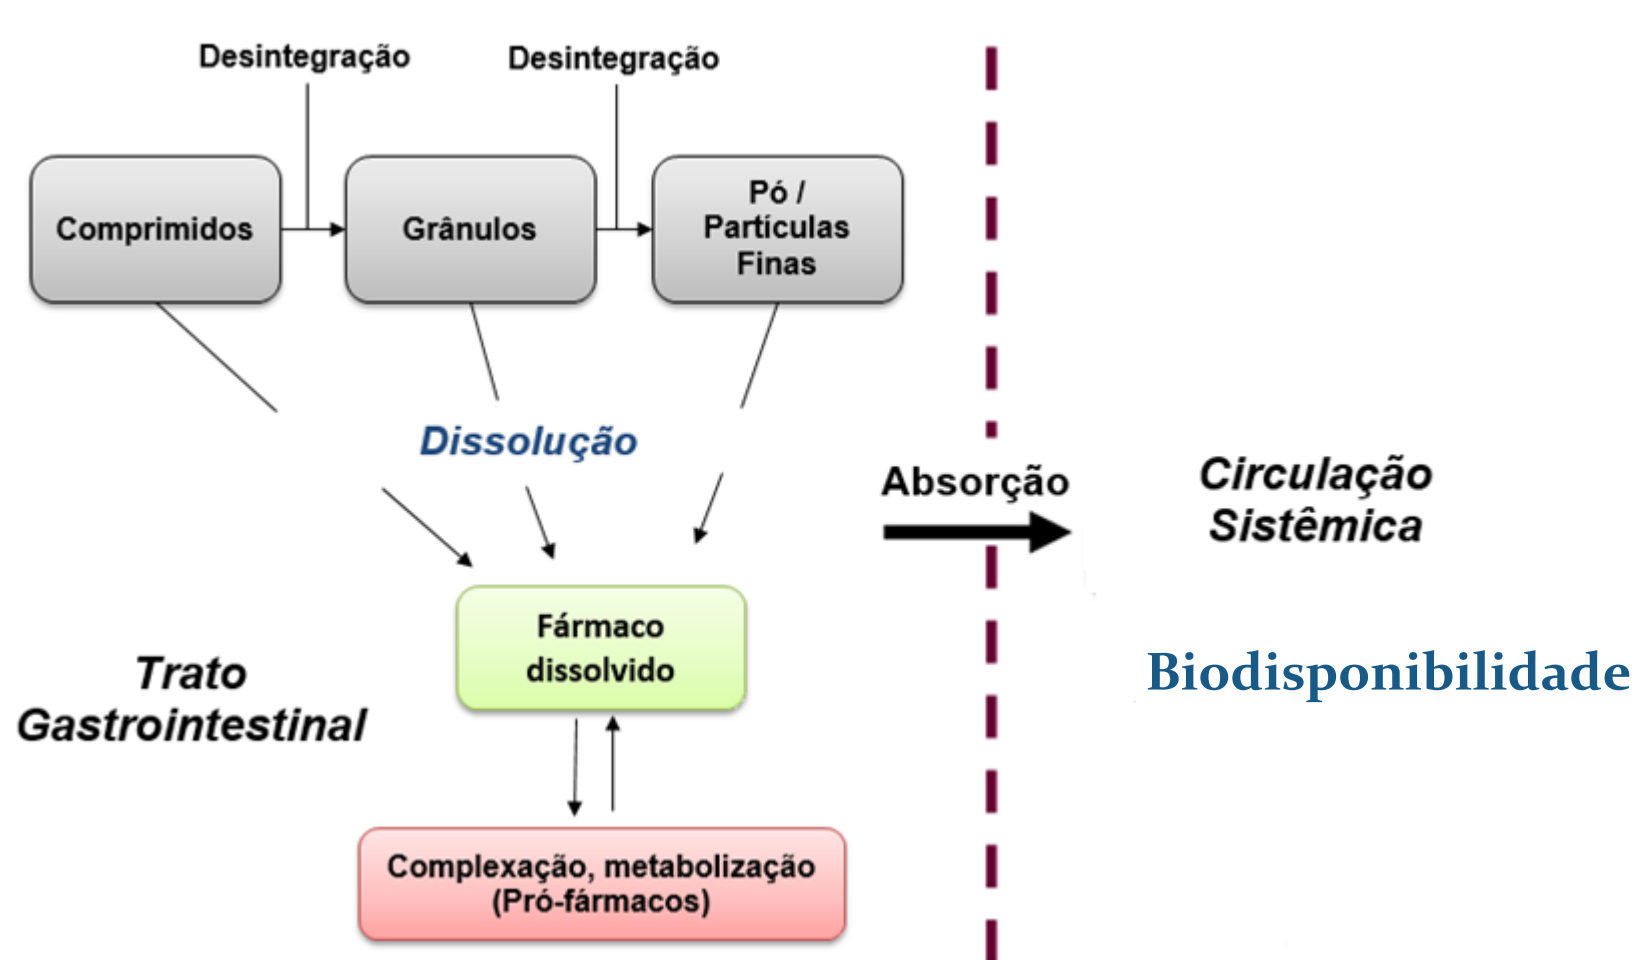 Desintegração
Desintegração
Comprimidos
Grânulos
Pó /
Partículas
Finas
Dissolução
Absorção
Circulação
Sistêmica
Fármaco
dissolvido
Trato
Gastrointestinal
Biodisponibilidade
Complexação, metabolização
(Pró-fármacos)